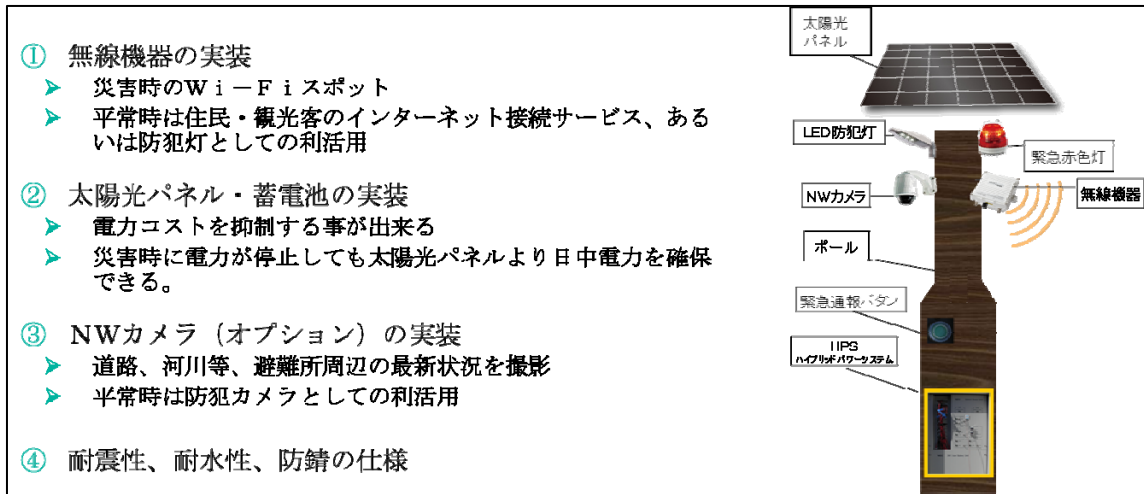 ① 無線機器の実装
➤ 災害時のWi－Fiスポット
➤ 平常時は住民・観光客のインターネット接続サービス、ある
いは防犯灯としての利活用
② 太陽光パネル・蓄電池の実装
➤ 電力コストを抑制する事が出来る
➤ 災害時に電力が停止しても太陽光パネルより日中電力を確保
できる。
③ NWカメラ（オプション）の実装
➤ 道路、河川等、避難所周辺の最新状況を撮影
➤ 平常時は防犯カメラとしての利活用
④ 耐震性、耐水性、防錆の仕様
太陽光
パネル
LED防犯灯
緊急赤色灯
NWカメラ
無線機器
ポール
緊急通報バタン
HPS
ハイブリッドパワーシステム